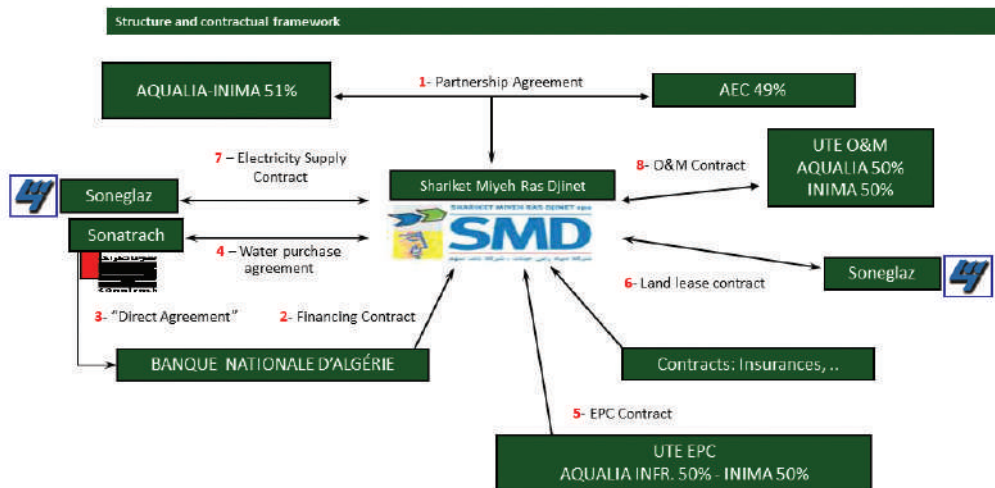 Structure and contractual framework
AQUALIA-INIMA 51%
1- Partnership Agreement
AEC 49%
7 – Electricity Supply
Contract
8- O&M Contract
UTE O&M
AQUALIA 50%
INIMA 50%
Soneglaz
Shariket Miyeh Ras Djinet
SHARIKET MIYEH RAS DJINET spa
SMD
Sonatrach
4 – Water purchase
agreement
6- Land lease contract
Soneglaz
3- “Direct Agreement”
2- Financing Contract
BANQUE NATIONALE D’ALGÉRIE
Contracts: Insurances, ..
5- EPC Contract
UTE EPC
AQUALIA INFR. 50% - INIMA 50%